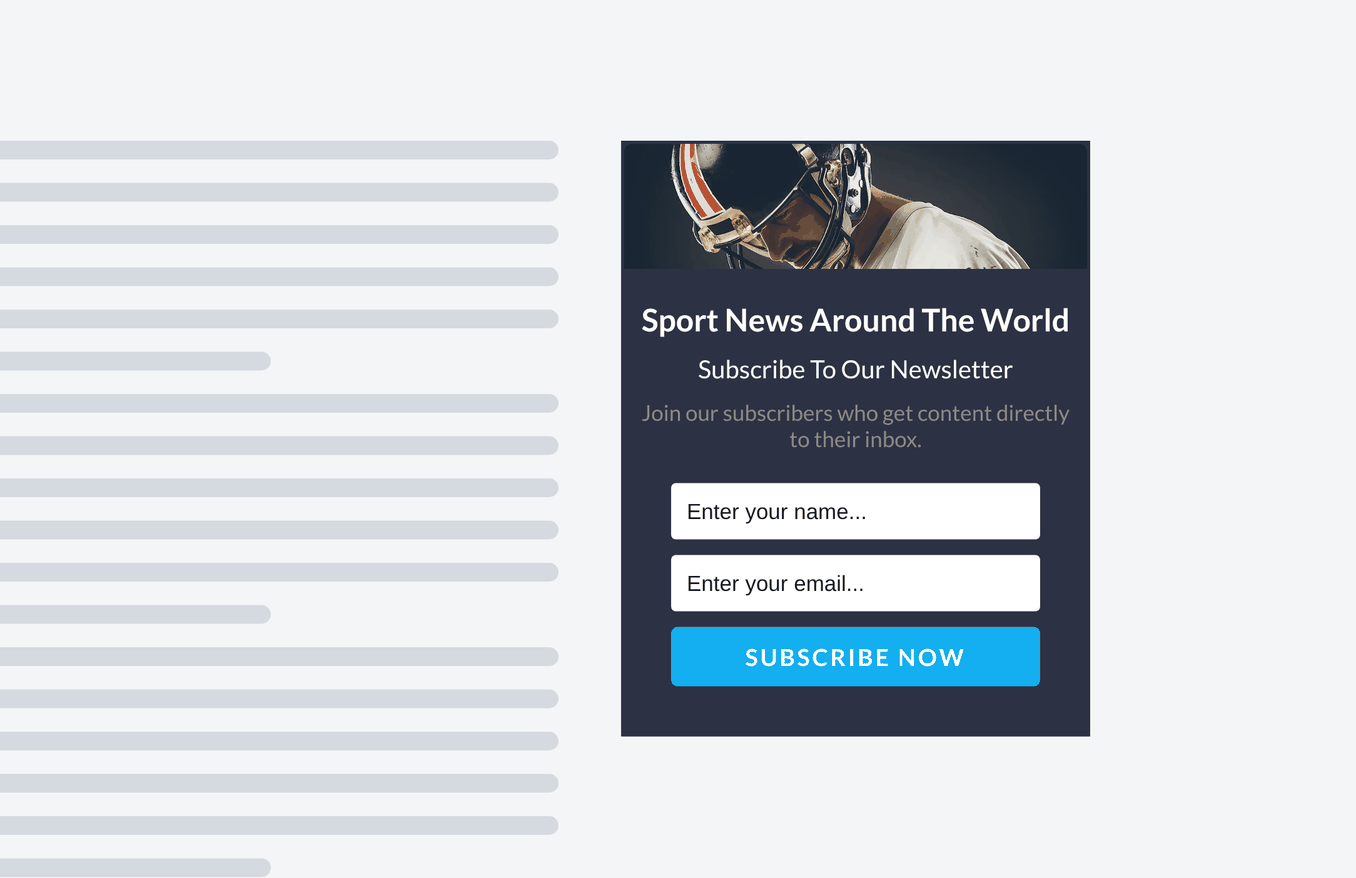 Sport News Around The World
Subscribe To Our Newsletter
Join our subscribers who get content directly
to their inbox.
Enter your name...
Enter your email...
SUBSCRIBE NOW